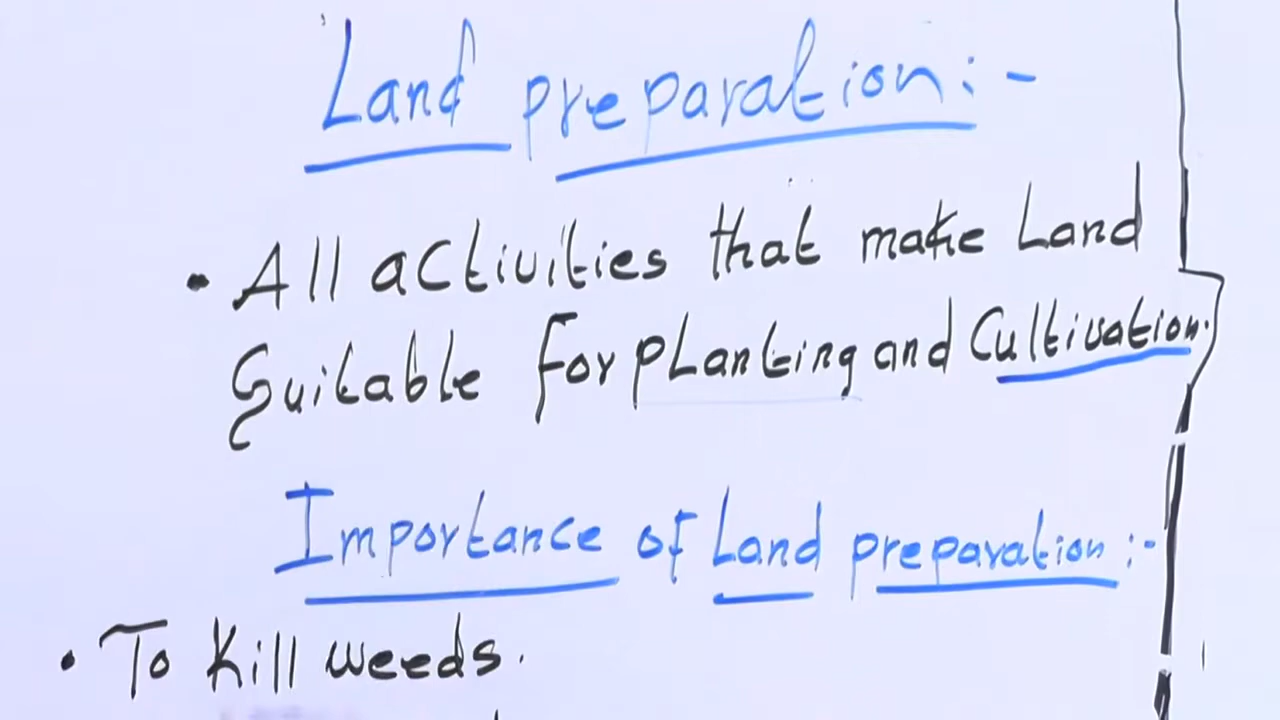 Land preparation:-
• All activities that make Land
Suitable For planting and Cultivation.
Importance of Land preparation:-
• To Kill weeds.